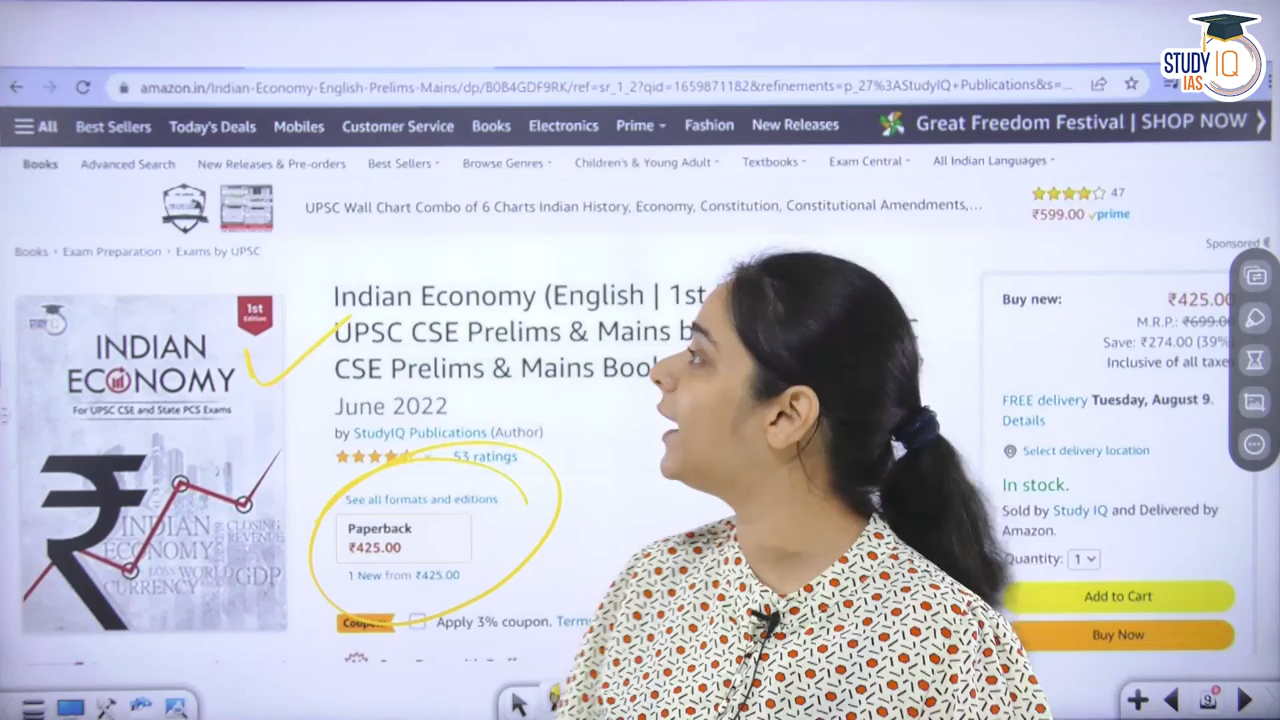 STUDY IQ
IAS
amazon.in/Indian-Economy-English-Prelims-Mains/dp/B0B4GDF9RK/ref=sr_1_2?qid=1659871182&refinements=p_27%3AStudyIQ+Publications&s=...
All Best Sellers Today's Deals Mobiles Customer Service Books Electronics Prime Fashion New Releases Great Freedom Festival | SHOP NOW
Books Advanced Search New Releases & Pre-orders Best Sellers Browse Genres Children's & Young Adult Textbooks Exam Central All Indian Languages
UPSC Wall Chart Combo of 6 Charts Indian History, Economy, Constitution, Constitutional Amendments,...
47
₹599.00 prime
Sponsored
Books › Exam Preparation › Exams by UPSC
1st
Edition
INDIAN
ECONOMY
For UPSC CSE and State PCS Exams
INDIAN
ECONOMY
CLOSING
REVENUE
LOSS WORLD
GDP
CURRENCY
Indian Economy (English | 1st
UPSC CSE Prelims & Mains b
CSE Prelims & Mains Boo
June 2022
by StudyIQ Publications (Author)
53 ratings
See all formats and editions
Paperback
₹425.00
1 New from ₹425.00
Coupon
Apply 3% coupon. Terms
Buy new: ₹425.00
M.R.P.: ₹699.00
Save: ₹274.00 (39%
Inclusive of all taxe
FREE delivery Tuesday, August 9.
Details
Select delivery location
In stock.
Sold by Study IQ and Delivered by
Amazon.
Quantity: 1
Add to Cart
Buy Now
9